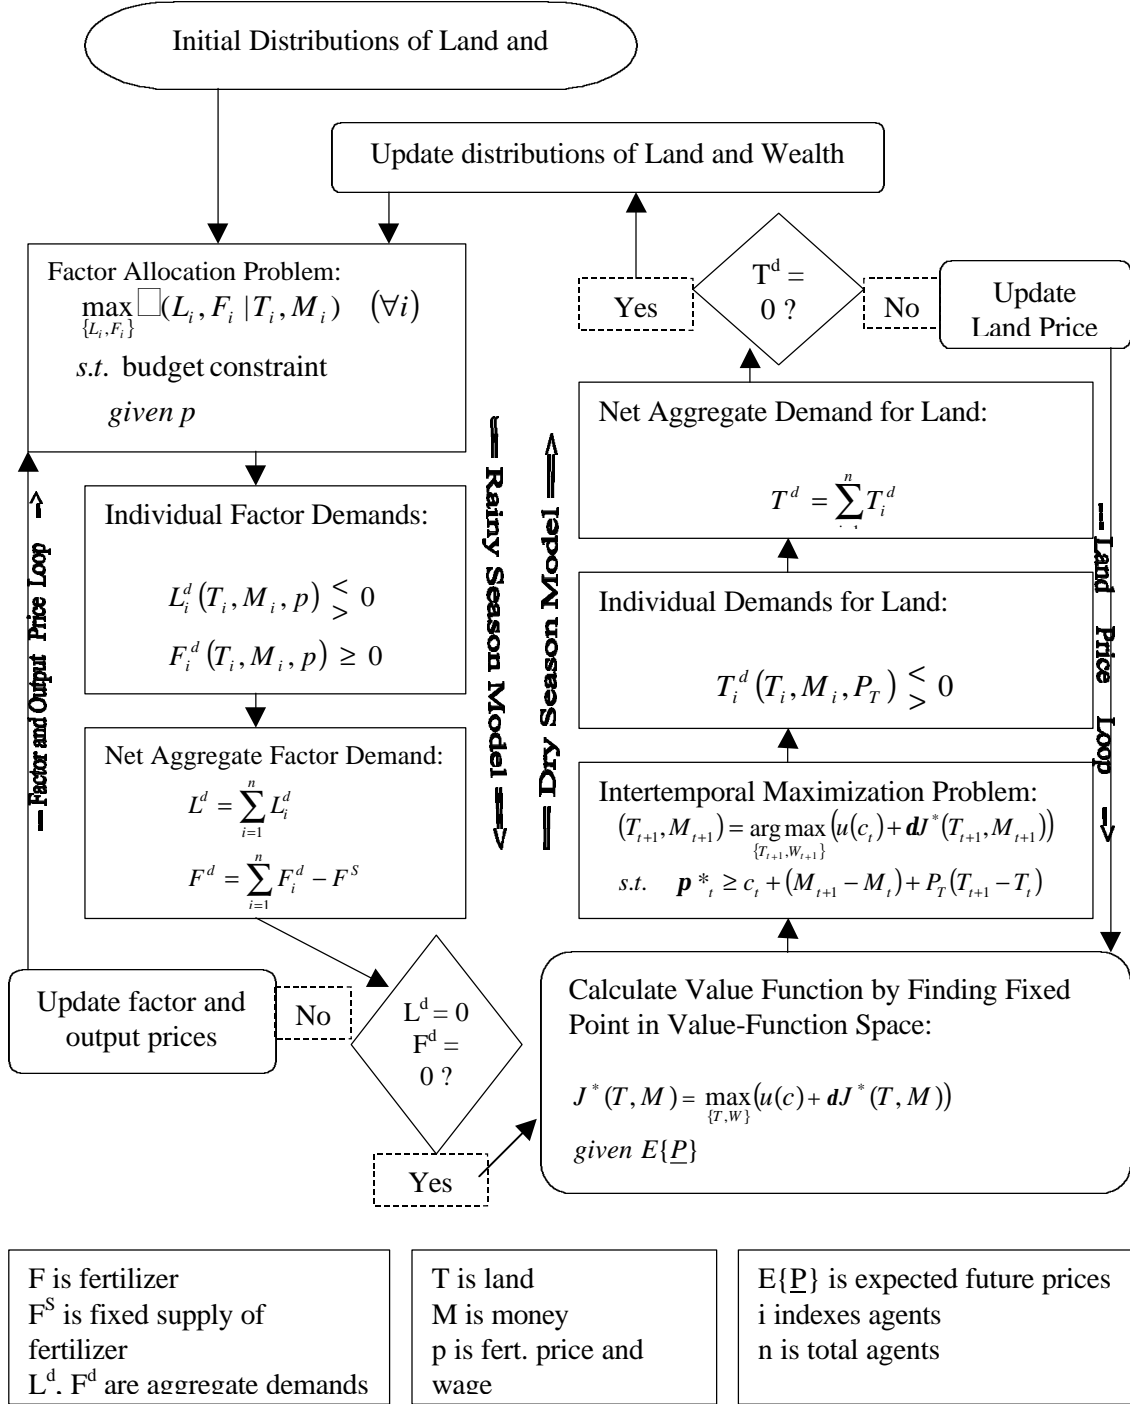 Initial Distributions of Land and
Update distributions of Land and Wealth
Factor Allocation Problem:
max □(L_i, F_i | T_i, M_i) (∀i)
{L_i,F_i}
s.t. budget constraint
given p
Individual Factor Demands:
L_i^d (T_i, M_i, p) <> 0
F_i^d (T_i, M_i, p) ≥ 0
Net Aggregate Factor Demand:
L^d = ∑_{i=1}^n L_i^d
F^d = ∑_{i=1}^n F_i^d − F^S
Update factor and
output prices
No
L^d = 0
F^d =
0 ?
Yes
— Factor and Output Price Loop —>
== Rainy Season Model ==>
== Dry Season Model ==>
T^d =
0 ?
Yes
No
Update
Land Price
Net Aggregate Demand for Land:
T^d = ∑^n T_i^d
Individual Demands for Land:
T_i^d (T_i, M_i, P_T) <> 0
Intertemporal Maximization Problem:
(T_{t+1}, M_{t+1}) = arg max (u(c_t) + dJ^*(T_{t+1}, M_{t+1}))
{T_{t+1},W_{t+1}}
s.t. p*_t ≥ c_t + (M_{t+1} − M_t) + P_T(T_{t+1} − T_t)
--- Land Price Loop -->
Calculate Value Function by Finding Fixed
Point in Value-Function Space:
J^*(T, M) = max (u(c) + dJ^*(T, M))
{T,W}
given E{P}
F is fertilizer
F^S is fixed supply of
fertilizer
L^d, F^d are aggregate demands
T is land
M is money
p is fert. price and
wage
E{P} is expected future prices
i indexes agents
n is total agents